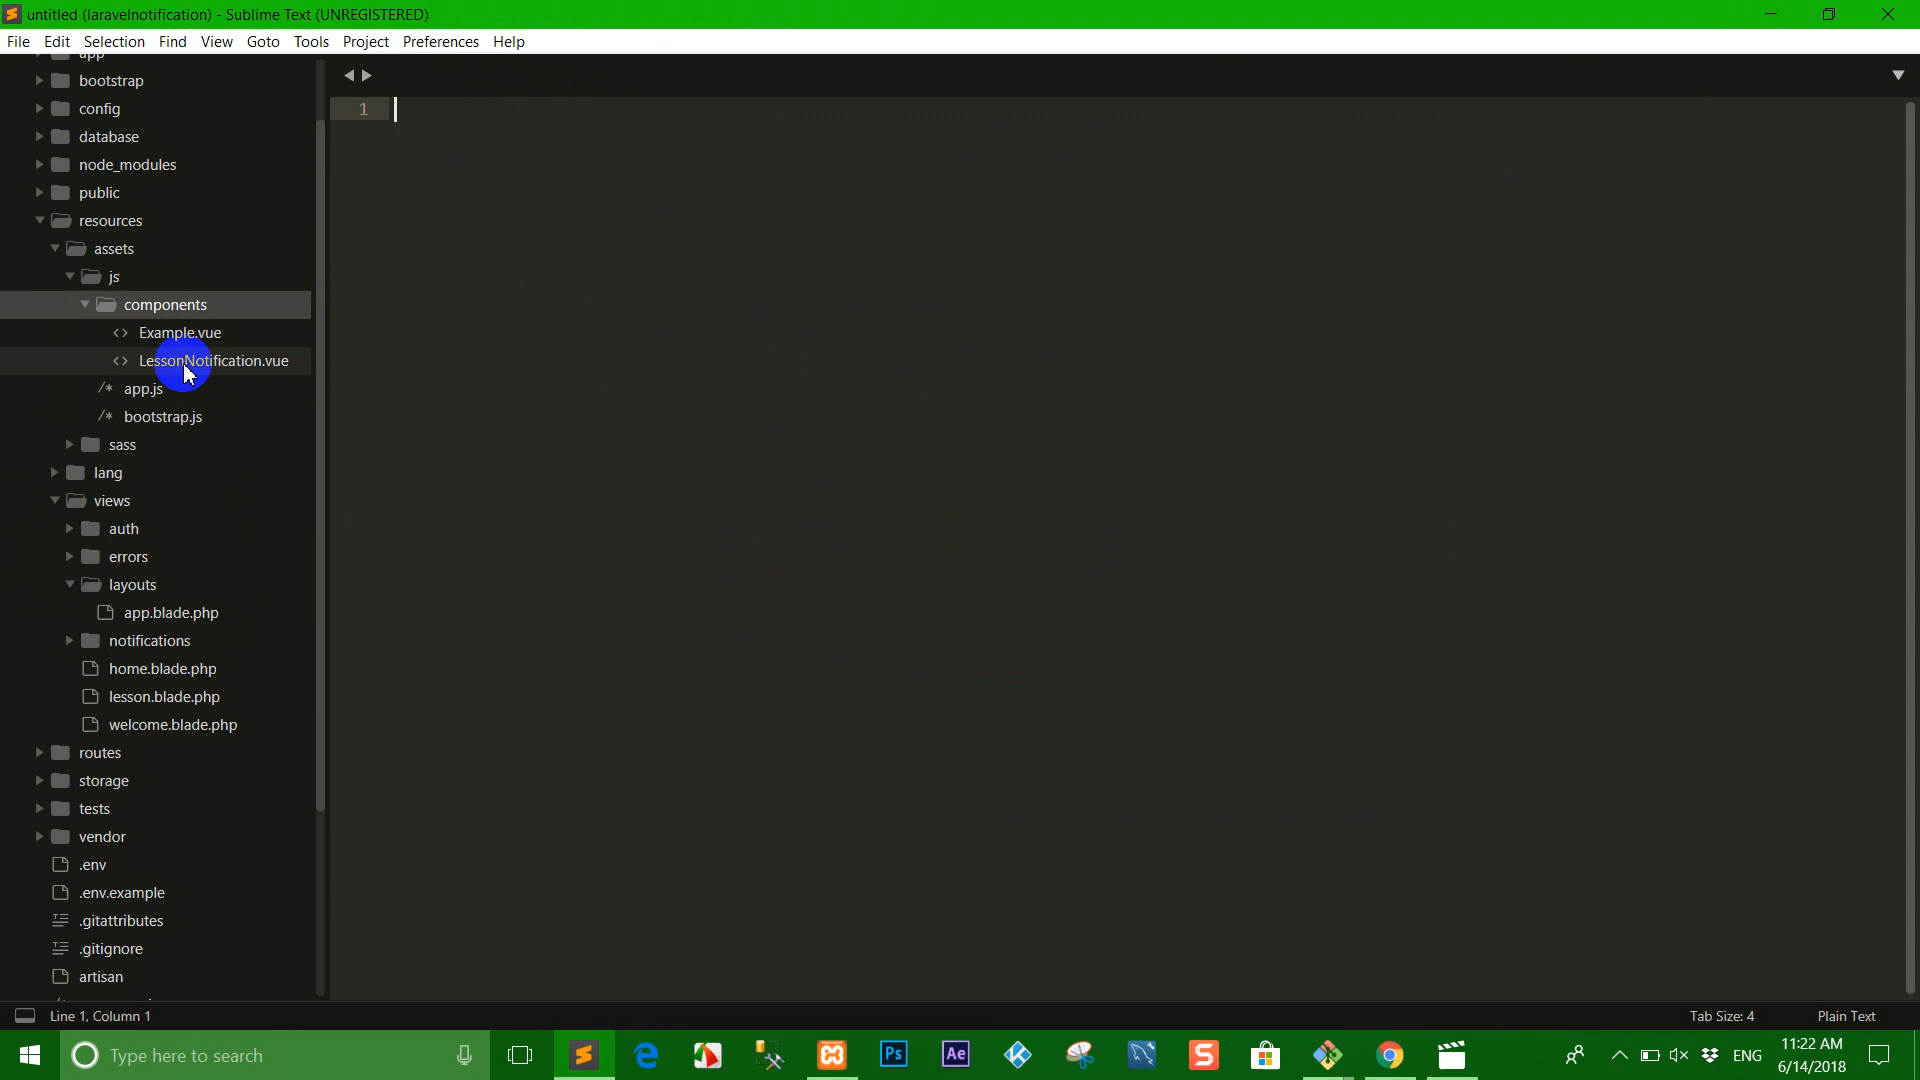 untitled (laravelnotification) - Sublime Text (UNREGISTERED)
File Edit Selection Find View Goto Tools Project Preferences Help
app
bootstrap
config
database
node_modules
public
resources
assets
js
components
Example.vue
LessonNotification.vue
/* app.js
/* bootstrap.js
sass
lang
views
auth
errors
layouts
app.blade.php
notifications
home.blade.php
lesson.blade.php
welcome.blade.php
routes
storage
tests
vendor
.env
.env.example
.gitattributes
.gitignore
artisan
1
Line 1, Column 1
Tab Size: 4
Plain Text
Type here to search
Ps
Ae
S
ENG
11:22 AM
6/14/2018